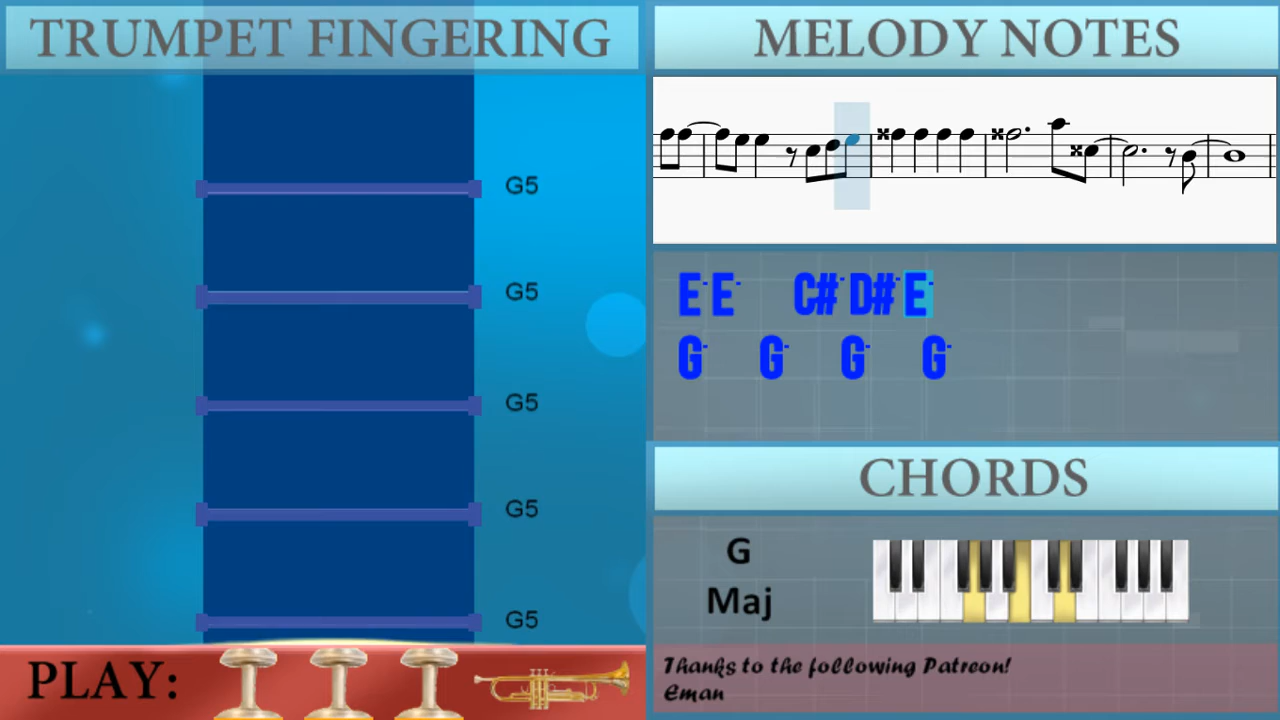 TRUMPET FINGERING
G5
G5
G5
G5
G5
PLAY:
MELODY NOTES
E- E- C#- D#- E-
G- G- G- G-
CHORDS
G
Maj
Thanks to the following Patreon!
Eman